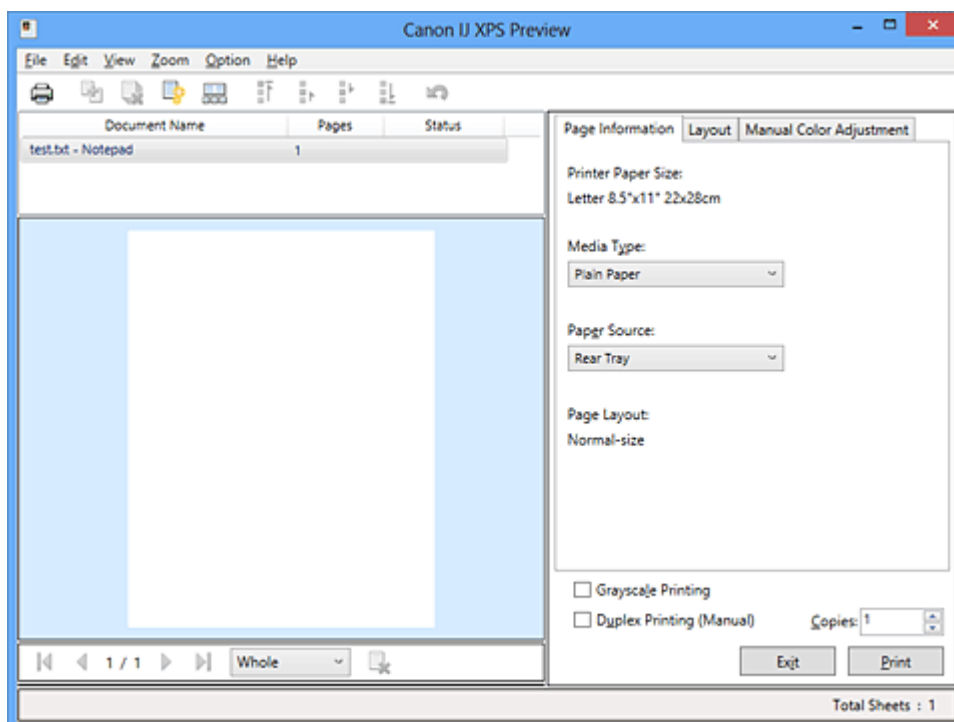 Canon IJ XPS Preview
File Edit View Zoom Option Help
Document Name Pages Status
test.txt - Notepad 1
Page Information Layout Manual Color Adjustment
Printer Paper Size:
Letter 8.5"x11" 22x28cm
Media Type:
Plain Paper
Paper Source:
Rear Tray
Page Layout:
Normal-size
Grayscale Printing
Duplex Printing (Manual) Copies: 1
1 / 1 Whole
Exit Print
Total Sheets : 1